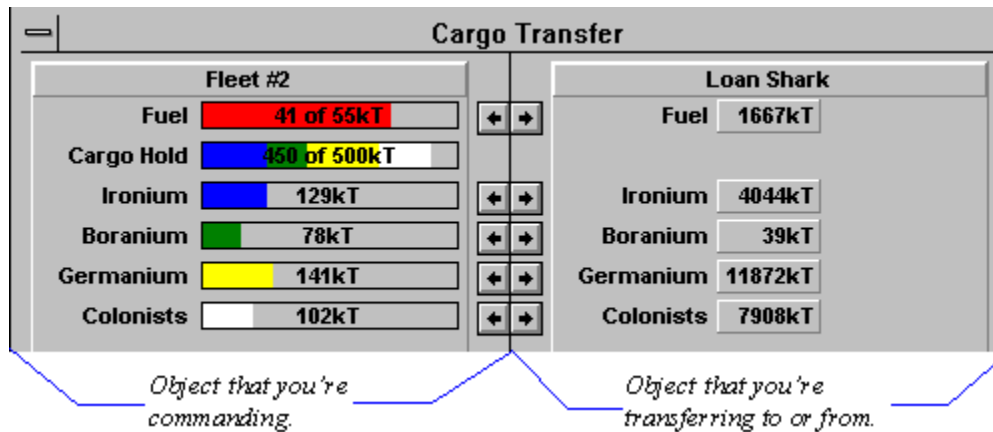 Cargo Transfer
Fleet #2
Fuel 41 of 55kT
Cargo Hold 450 of 500kT
Ironium 129kT
Boranium 78kT
Germanium 141kT
Colonists 102kT
Loan Shark
Fuel 1667kT
Ironium 4044kT
Boranium 39kT
Germanium 11872kT
Colonists 7908kT
Object that you're
commanding.
Object that you're
transferring to or from.